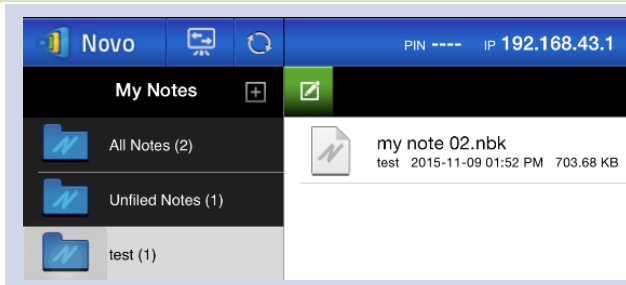 Novo
PIN ---- IP 192.168.43.1
My Notes
All Notes (2)
Unfiled Notes (1)
test (1)
my note 02.nbk
test 2015-11-09 01:52 PM 703.68 KB